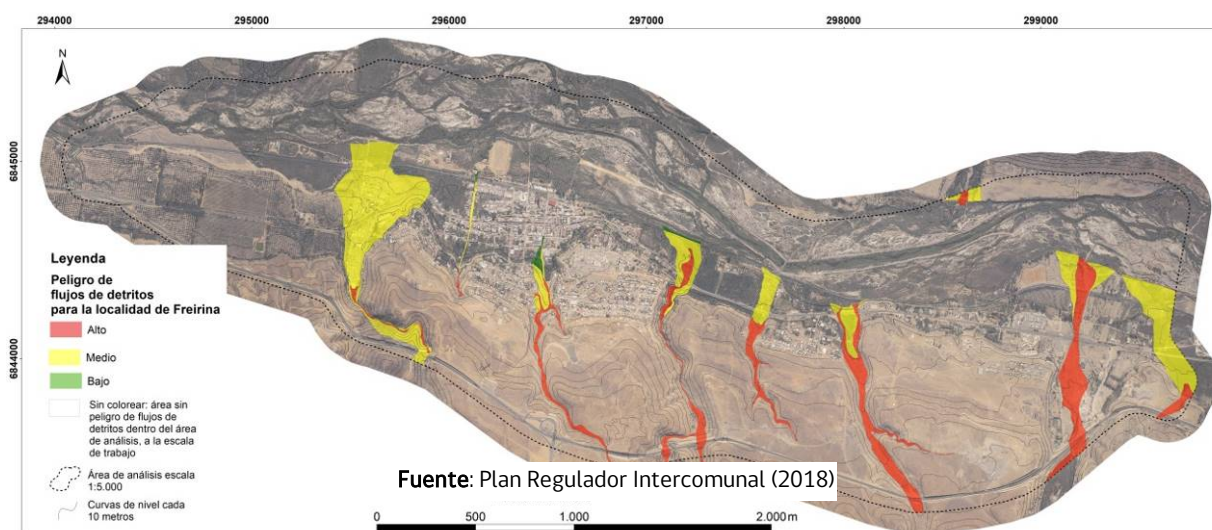 294000 295000 296000 297000 298000 299000
N
6845000
6844000
Leyenda
Peligro de
flujos de detritos
para la localidad de Freirina
Alto
Medio
Bajo
Sin colorear: área sin
peligro de flujos de
detritos dentro del área
de análisis, a la escala
de trabajo
Área de análisis escala
1:5.000
Curvas de nivel cada
10 metros
Fuente: Plan Regulador Intercomunal (2018)
0 500 1.000 2.000 m